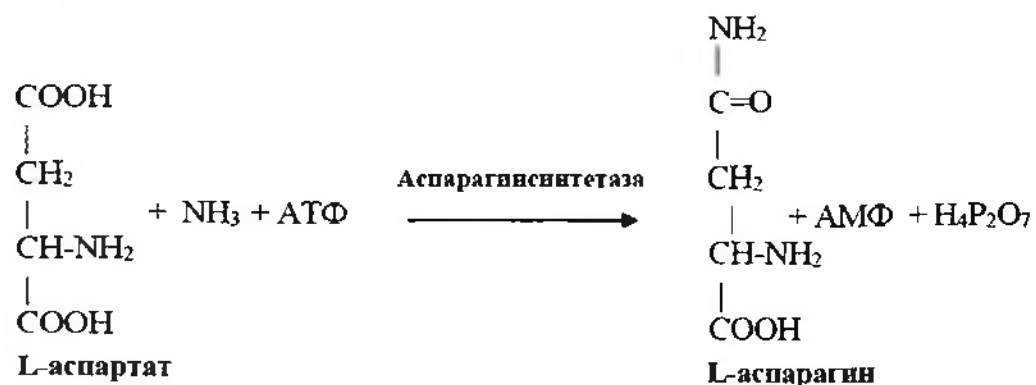 COOH
CH₂
CH-NH₂
COOH
L-аспартат
+ NH₃ + АТФ
Аспарагинсинтетаза
NH₂
C=O
CH₂
CH-NH₂
COOH
L-аспарагин
+ АМФ + H₄P₂O₇